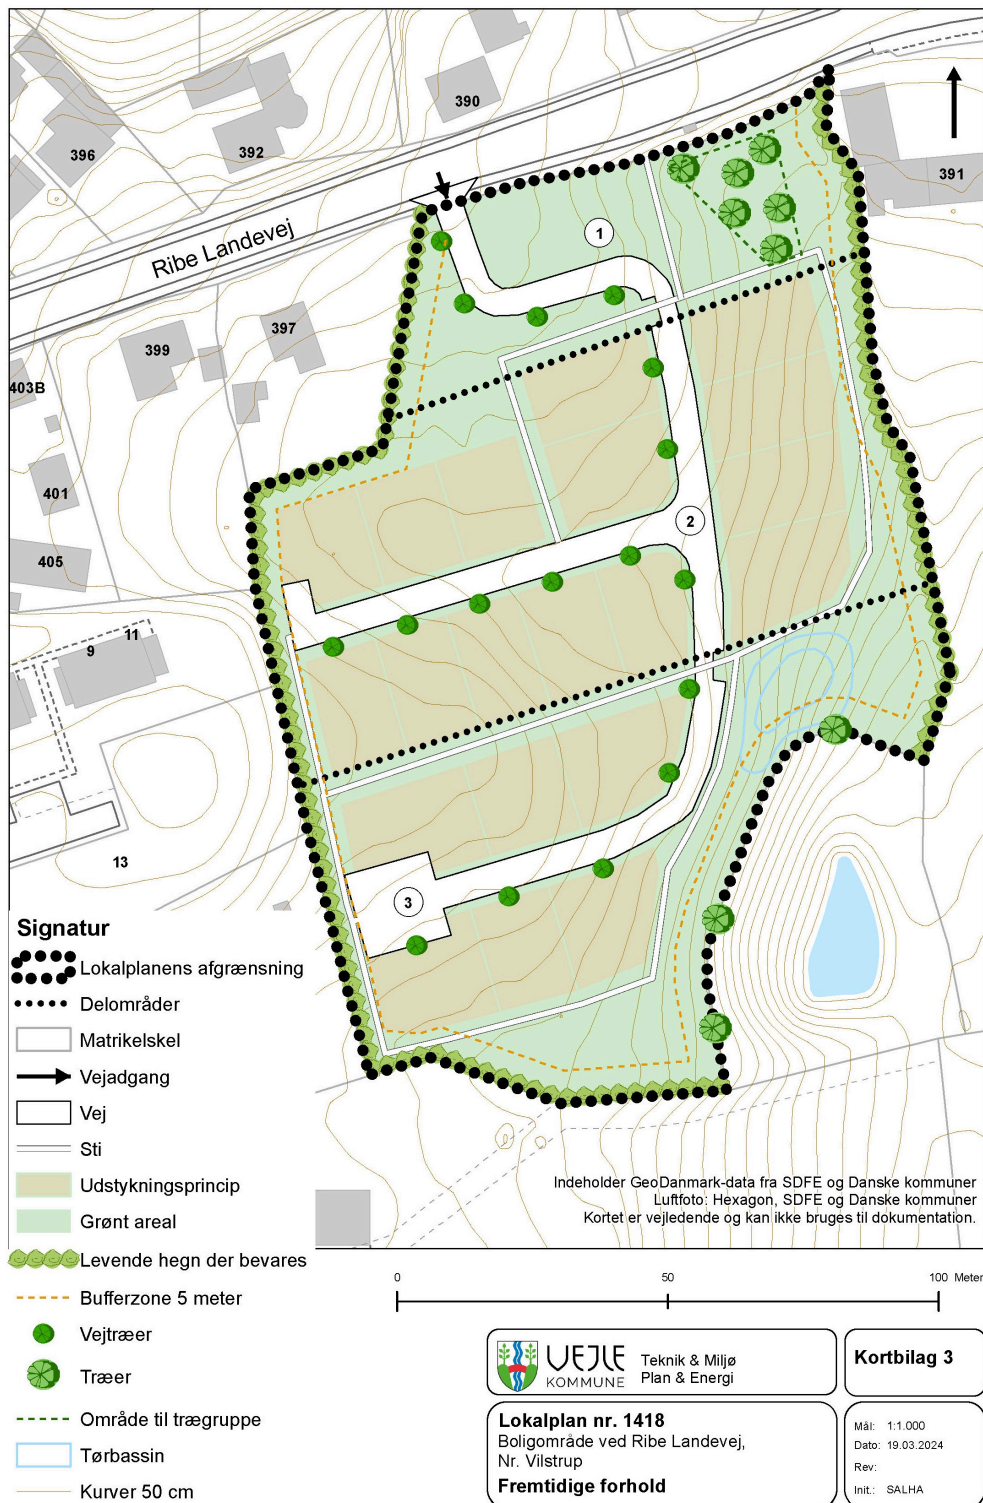 390
396
392
391
Ribe Landevej
1
397
399
403B
401
2
405
11
9
13
3
Signatur
Lokalplanens afgrænsning
Delområder
Matrikelskel
Vejadgang
Vej
Sti
Udstykningsprincip
Grønt areal
Levende hegn der bevares
Bufferzone 5 meter
Vejtræer
Træer
Område til trægruppe
Tørbassin
Kurver 50 cm
Indeholder GeoDanmark-data fra SDFE og Danske kommuner
Luftfoto: Hexagon, SDFE og Danske kommuner
Kortet er vejledende og kan ikke bruges til dokumentation.
0 50 100 Meter
VEJLE
KOMMUNE
Teknik & Miljø
Plan & Energi
Kortbilag 3
Lokalplan nr. 1418
Boligområde ved Ribe Landevej,
Nr. Vilstrup
Fremtidige forhold
Mål: 1:1.000
Dato: 19.03.2024
Rev:
Init.: SALHA